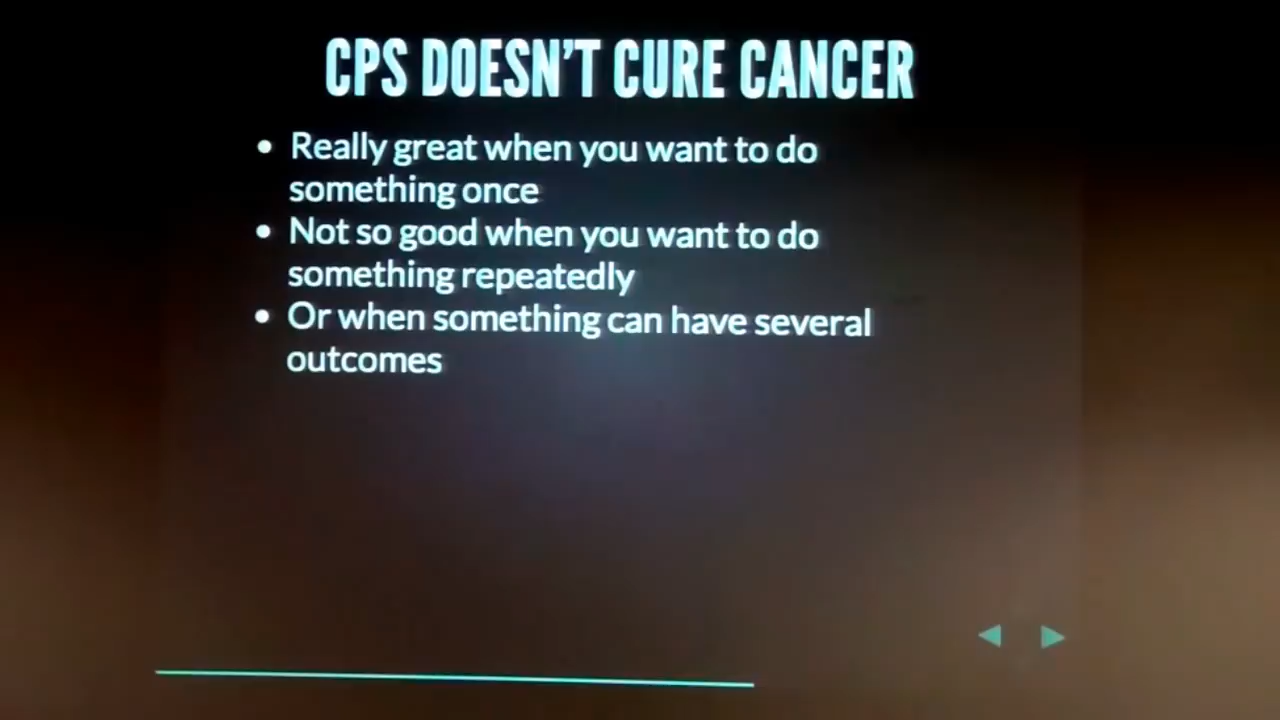 CPS DOESN'T CURE CANCER
• Really great when you want to do
something once
• Not so good when you want to do
something repeatedly
• Or when something can have several
outcomes